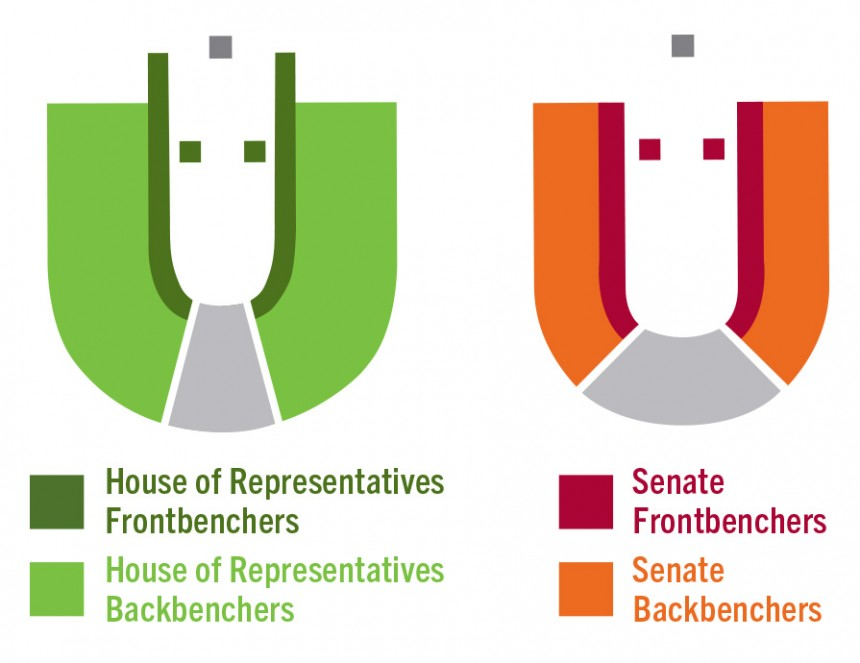 House of Representatives
Frontbenchers
House of Representatives
Backbenchers
Senate
Frontbenchers
Senate
Backbenchers